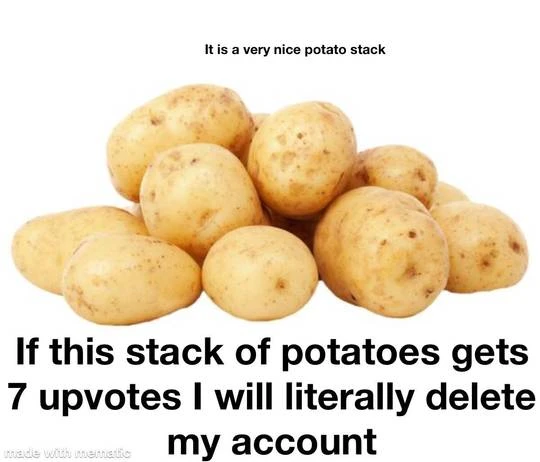 It is a very nice potato stack
If this stack of potatoes gets
7 upvotes I will literally delete
my account
made with mematic